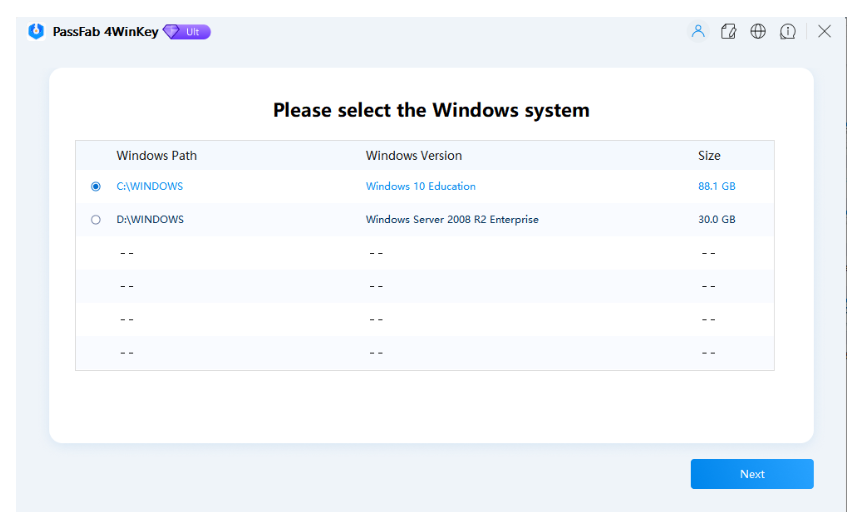 PassFab 4WinKey Ult
Please select the Windows system
Windows Path Windows Version Size
C:\WINDOWS Windows 10 Education 88.1 GB
D:\WINDOWS Windows Server 2008 R2 Enterprise 30.0 GB
-- -- --
-- -- --
-- -- --
-- -- --
Next